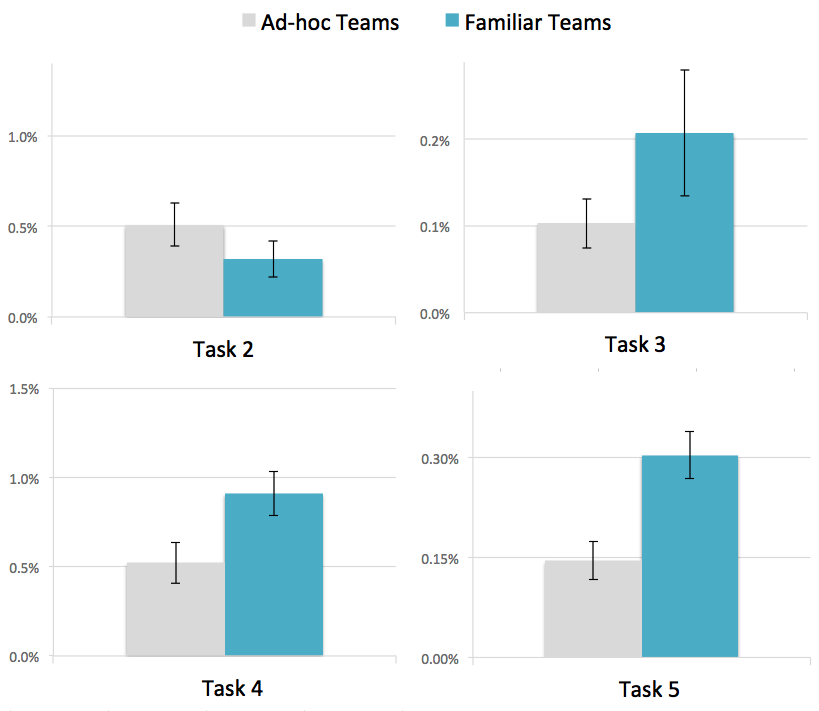 Ad-hoc Teams Familiar Teams
1.0%
0.5%
0.0%
Task 2
0.2%
0.1%
0.0%
Task 3
1.5%
1.0%
0.5%
0.0%
Task 4
0.30%
0.15%
0.00%
Task 5